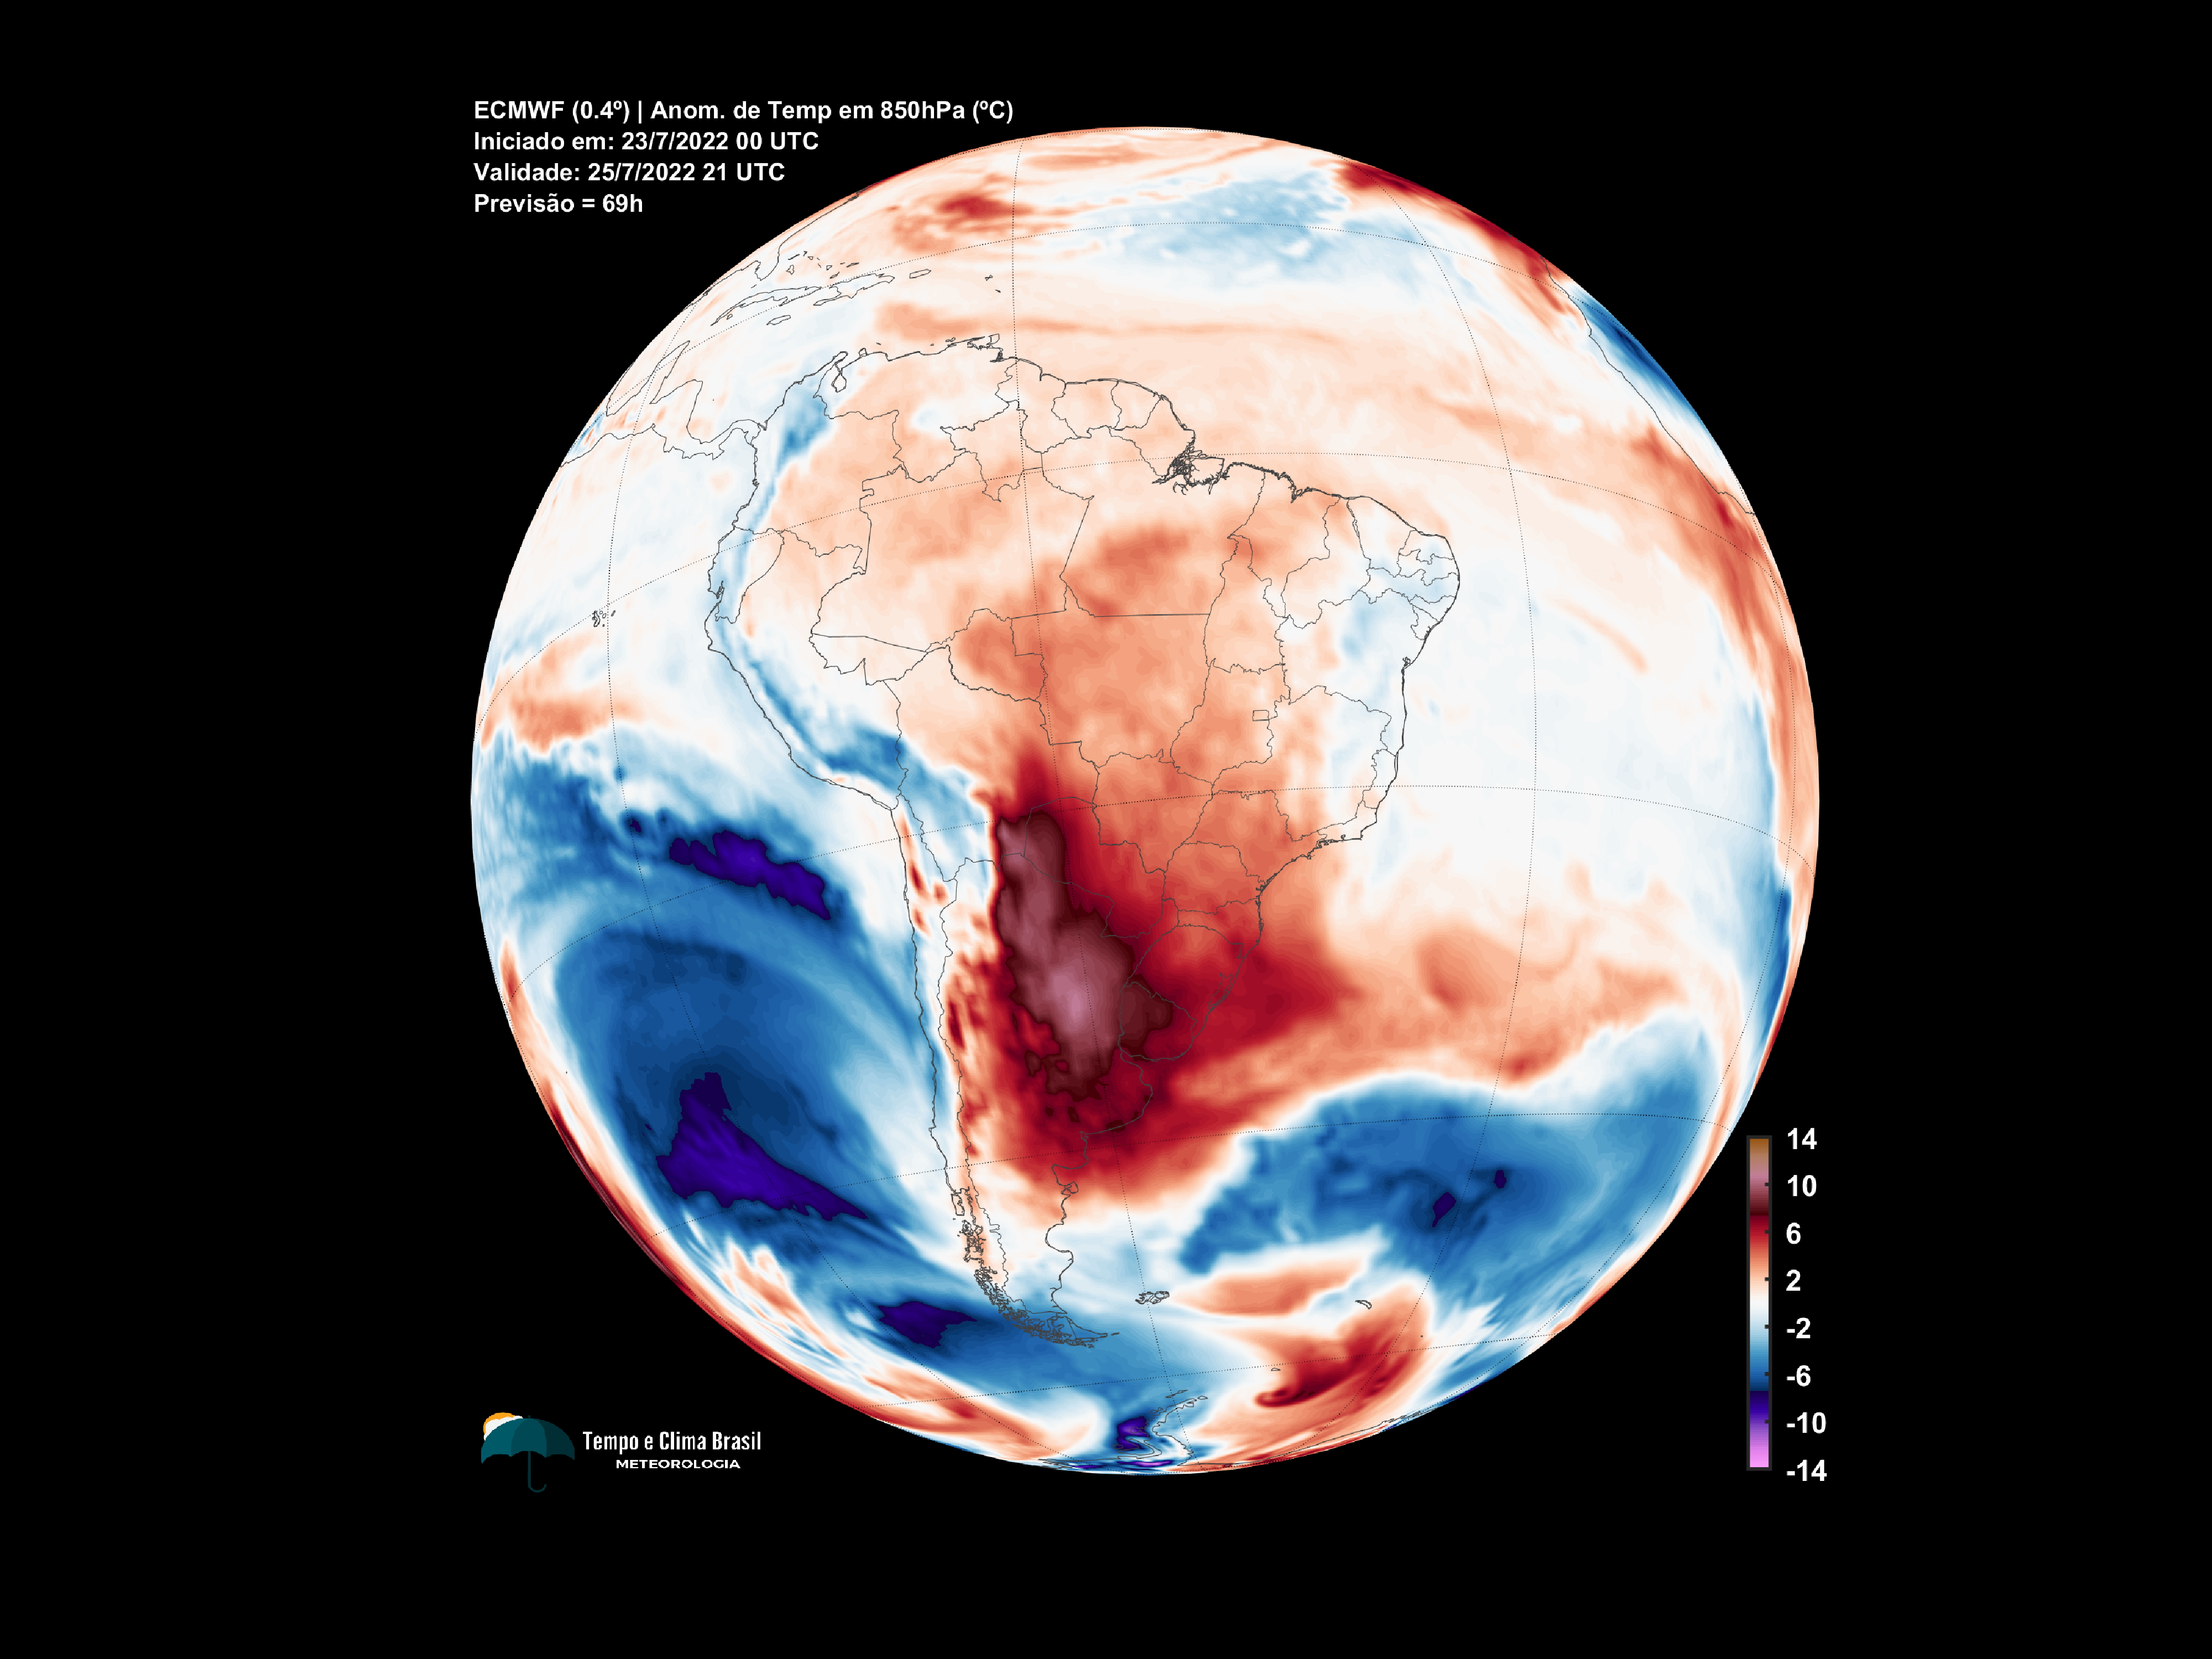 ECMWF (0.4º) | Anom. de Temp em 850hPa (ºC)
Iniciado em: 23/7/2022 00 UTC
Validade: 25/7/2022 21 UTC
Previsão = 69h
14
10
6
2
-2
-6
-10
-14
Tempo e Clima Brasil
METEOROLOGIA